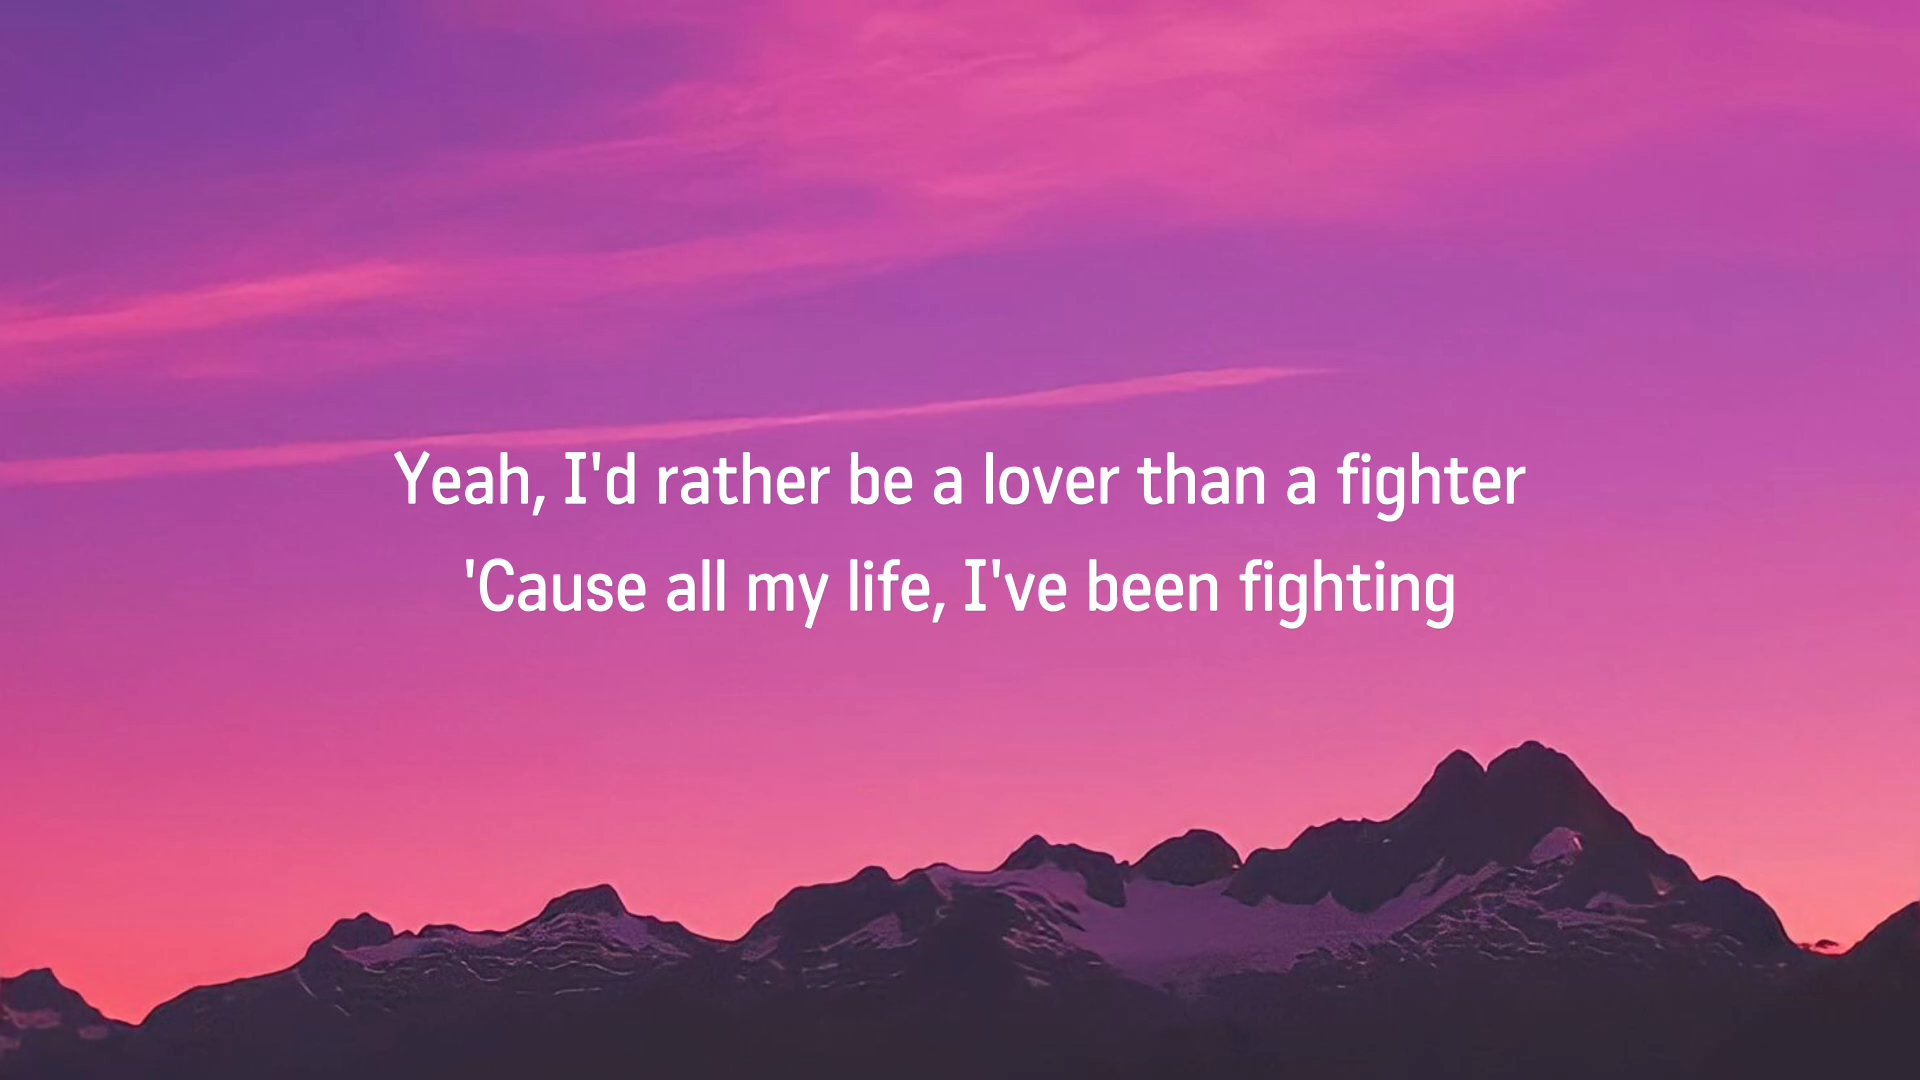 Yeah, I'd rather be a lover than a fighter
'Cause all my life, I've been fighting